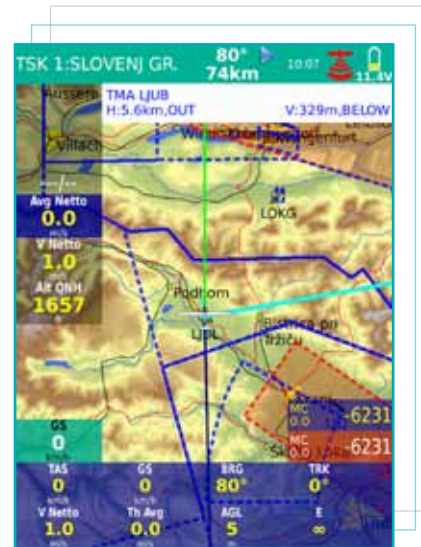 TSK 1:SLOVENJ GR.
80°
74km
10:07
11.4V
TMA LJUB
H:5.6km,OUT
V:329m,BELOW
Villach
LOKG
---/--
Avg Netto
0.0
m/s
V Netto
1.0
Alt QNH
1657
Podhom
LJBL
Bistrica pri
Tržiču
MC
0.0
-6231
MC
0.0
-6231
GS
0
km/h
TAS
0
km/h
GS
0
km/h
BRG
80°
TRK
0°
V Netto
1.0
m/s
Th Avg
0.0
m/s
AGL
5
m
E
∞